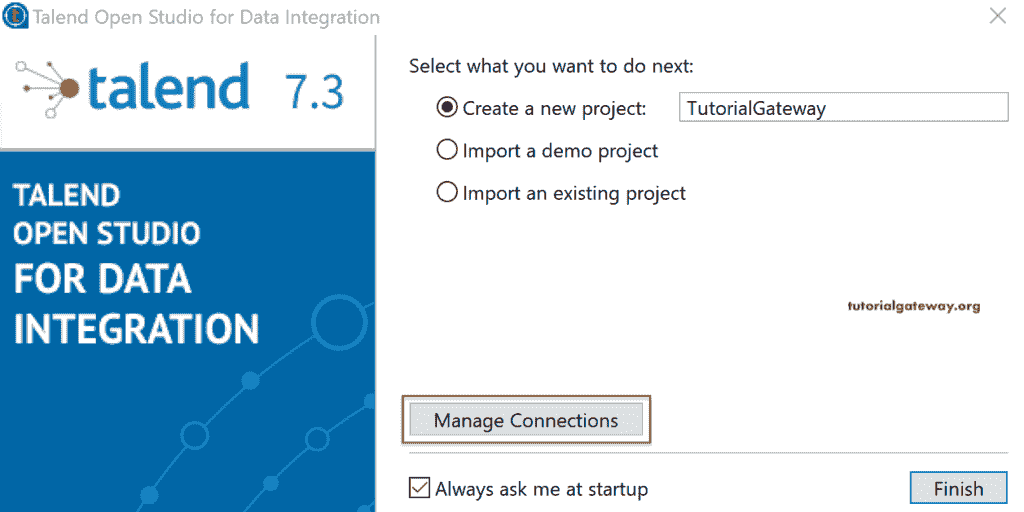 Talend Open Studio for Data Integration
talend 7.3
TALEND
OPEN STUDIO
FOR DATA
INTEGRATION
Select what you want to do next:
Create a new project: TutorialGateway
Import a demo project
Import an existing project
tutorialgateway.org
Manage Connections
Always ask me at startup
Finish